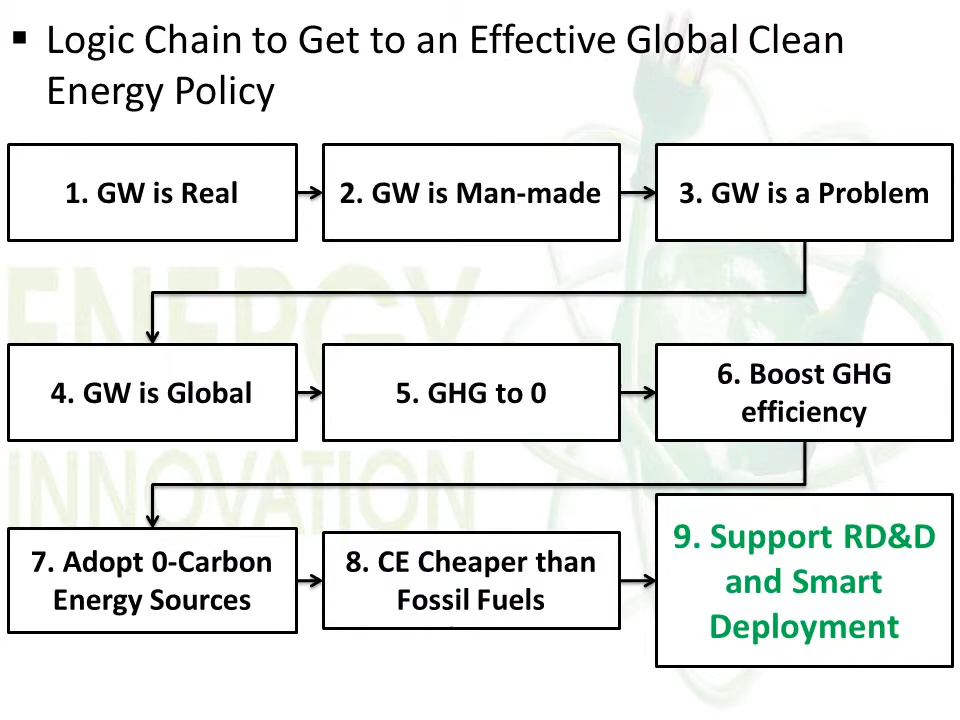 ▪ Logic Chain to Get to an Effective Global Clean
Energy Policy
1. GW is Real
2. GW is Man-made
3. GW is a Problem
4. GW is Global
5. GHG to 0
6. Boost GHG
efficiency
7. Adopt 0-Carbon
Energy Sources
8. CE Cheaper than
Fossil Fuels
9. Support RD&D
and Smart
Deployment
ENERGY
INNOVATION